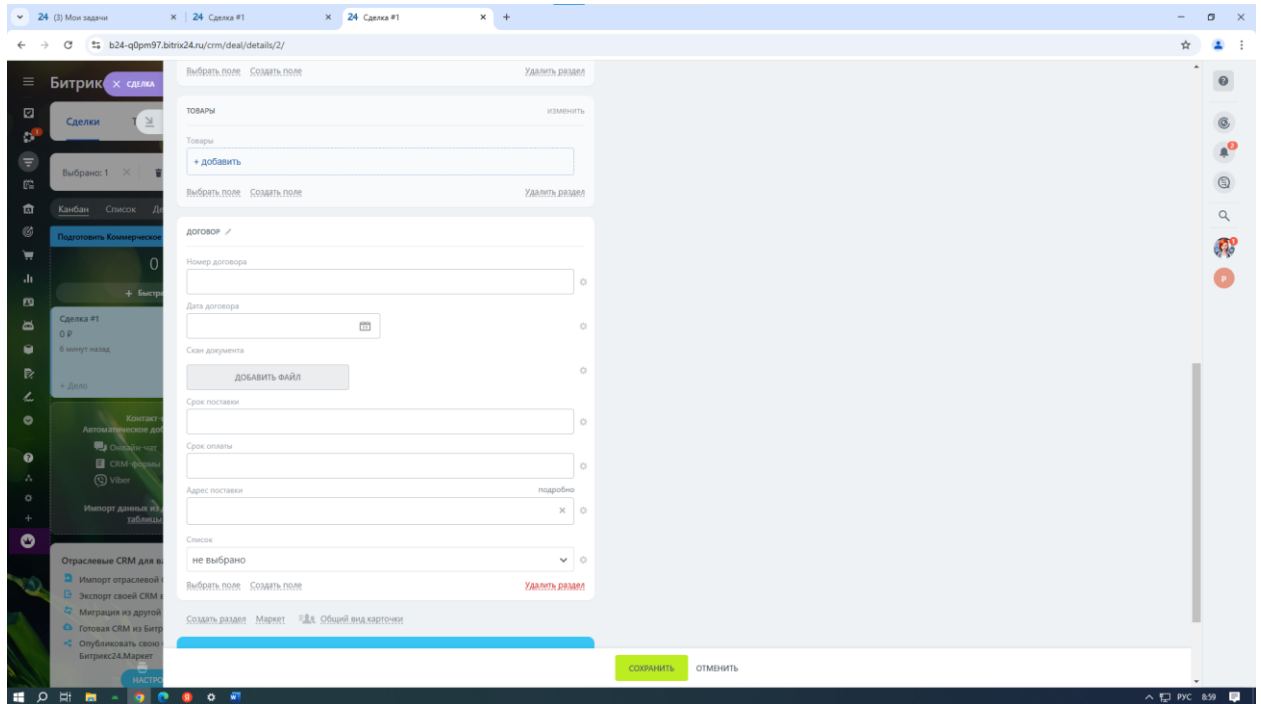 24 (3) Мои задачи
24 Сделка #1
24 Сделка #1
b24-q0pm97.bitrix24.ru/crm/deal/details/2/
Битрик
СДЕЛКА
Сделки
Выбрано: 1
Канбан Список
Подготовить Коммерческое
0
+ Быстр
Сделка #1
0 ₽
6 минут назад
+ Дело
Контакт-
Автоматическое доб
Онлайн-чат
CRM-формы
Viber
Импорт данных из
таблицы
Отраслевые CRM для в
Импорт отраслевой
Экспорт своей CRM в
Миграция из другой
Готовая CRM из Битр
Опубликовать свою
Битрикс24.Маркет
НАСТРО
Выбрать поле Создать поле Удалить раздел
ТОВАРЫ изменить
Товары
+ добавить
Выбрать поле Создать поле Удалить раздел
ДОГОВОР
Номер договора
Дата договора
Скан документа
ДОБАВИТЬ ФАЙЛ
Срок поставки
Срок оплаты
Адрес поставки подробно
Список
не выбрано
Выбрать поле Создать поле Удалить раздел
Создать раздел Маркет Общий вид карточки
СОХРАНИТЬ ОТМЕНИТЬ
P
РУС 8:59